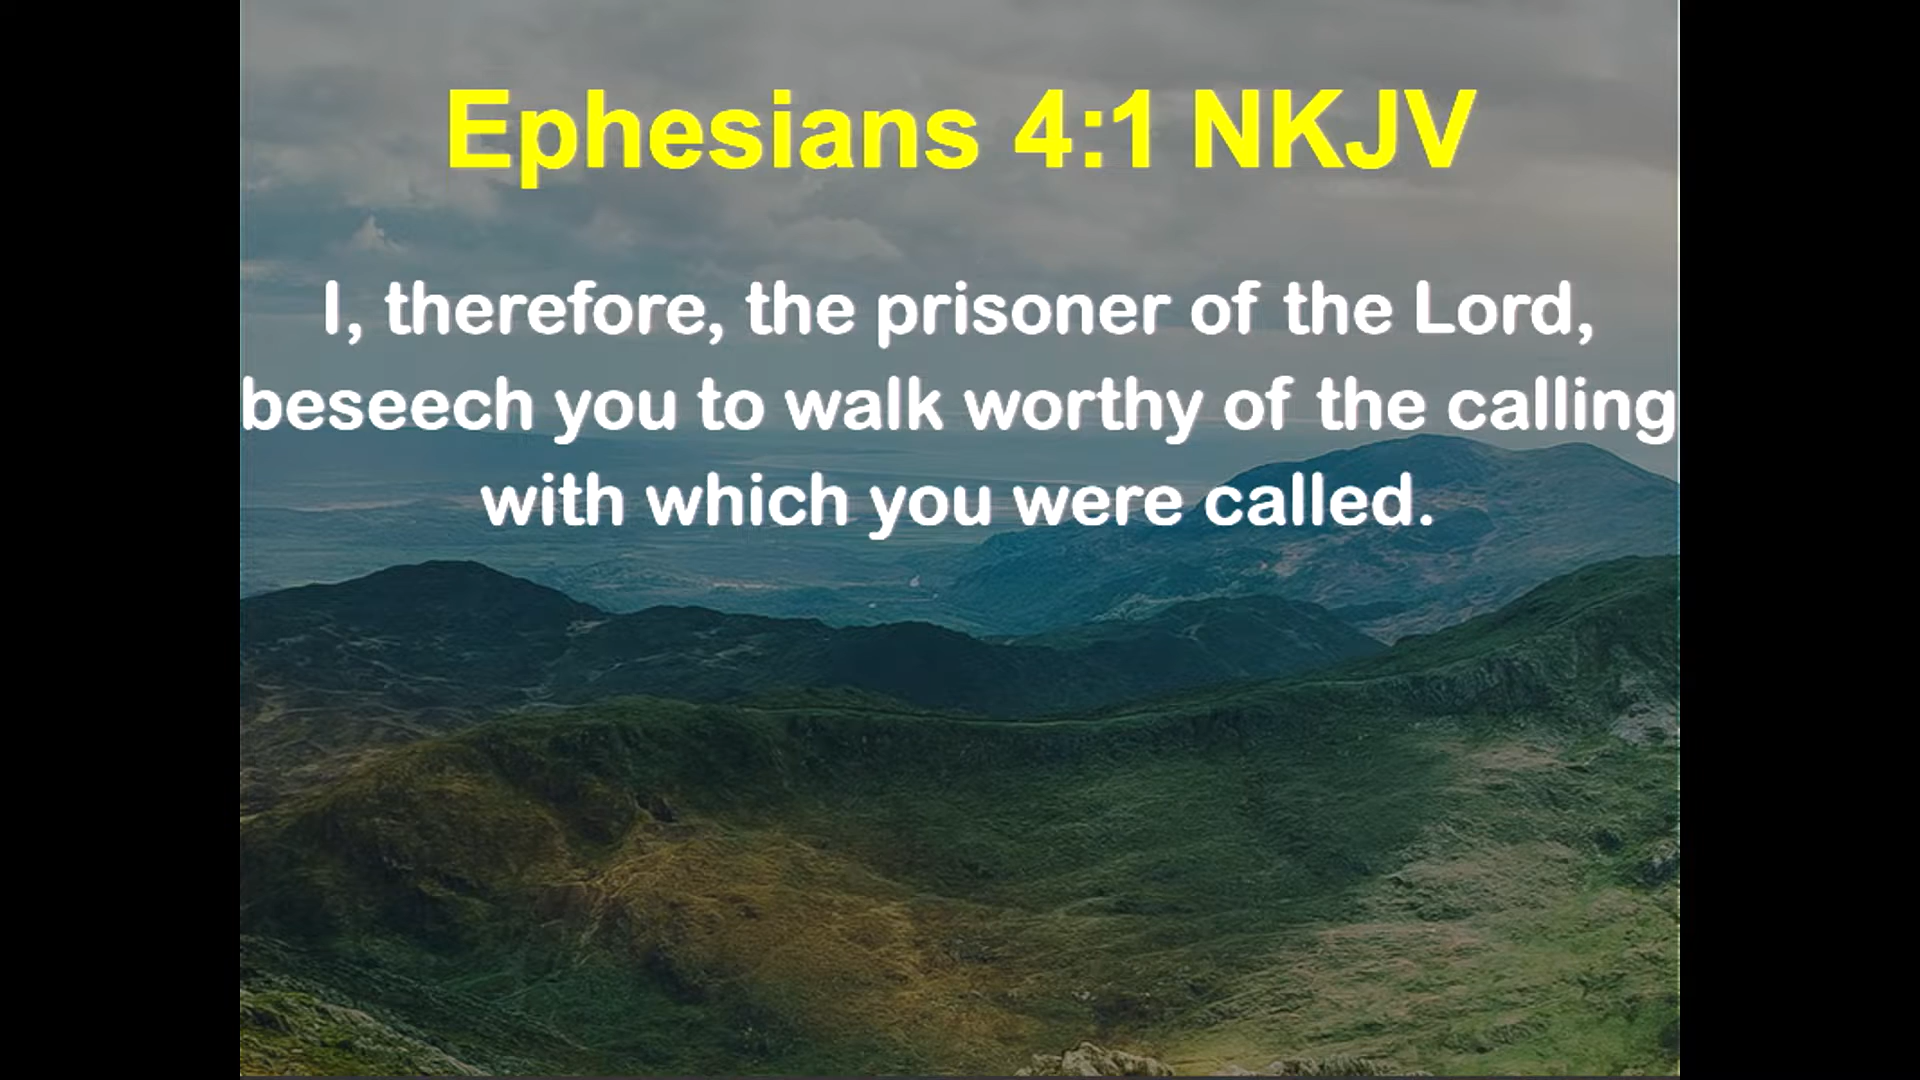 Ephesians 4:1 NKJV
I, therefore, the prisoner of the Lord,
beseech you to walk worthy of the calling
with which you were called.